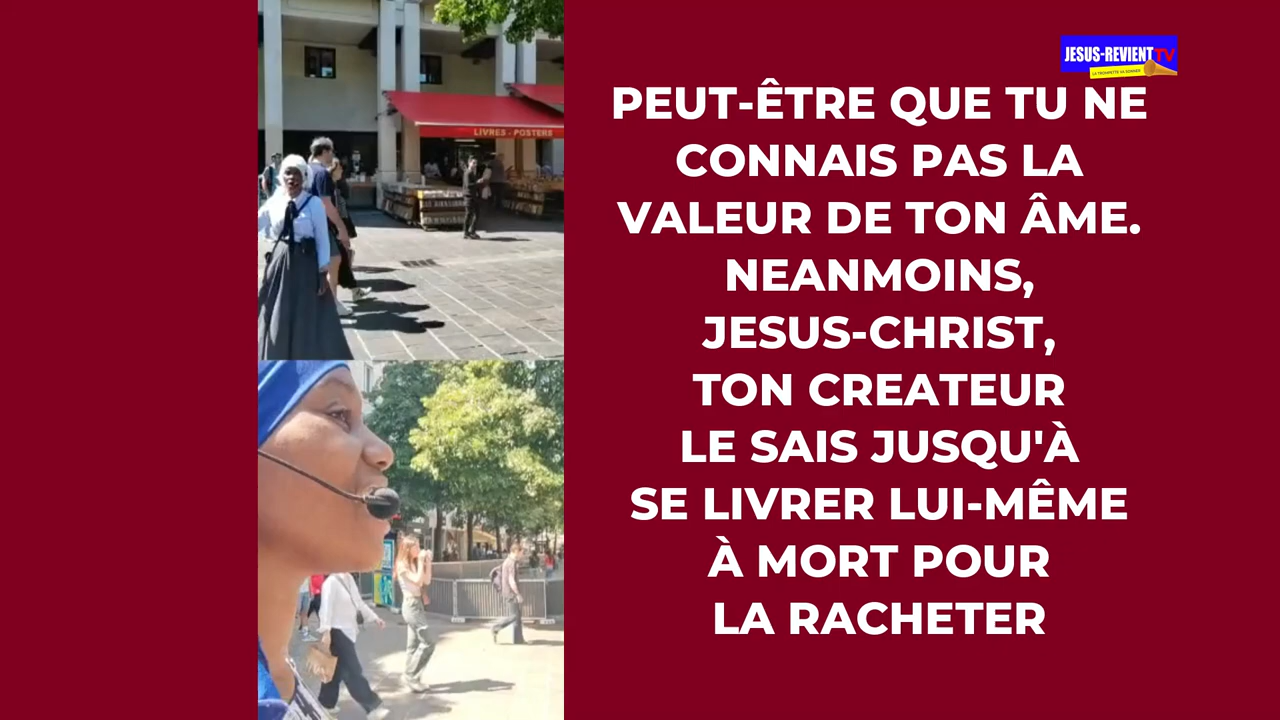 JESUS-REVIENT TV
LA TROMPETTE VA SONNER
LIVRES - POSTERS
PEUT-ÊTRE QUE TU NE
CONNAIS PAS LA
VALEUR DE TON ÂME.
NEANMOINS,
JESUS-CHRIST,
TON CREATEUR
LE SAIS JUSQU'À
SE LIVRER LUI-MÊME
À MORT POUR
LA RACHETER